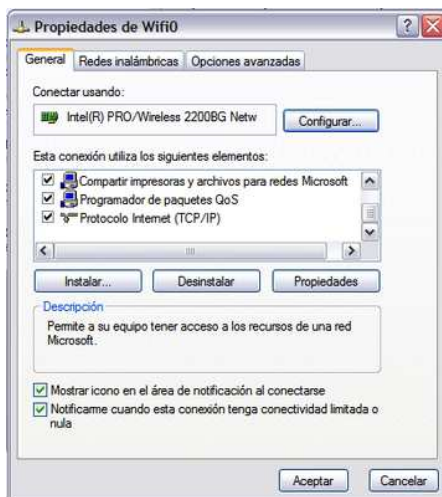 Propiedades de Wifi0
General Redes inalámbricas Opciones avanzadas
Conectar usando:
Intel(R) PRO/Wireless 2200BG Netw Configurar...
Esta conexión utiliza los siguientes elementos:
Compartir impresoras y archivos para redes Microsoft
Programador de paquetes QoS
Protocolo Internet (TCP/IP)
Instalar... Desinstalar Propiedades
Descripción
Permite a su equipo tener acceso a los recursos de una red
Microsoft.
Mostrar icono en el área de notificación al conectarse
Notificarme cuando esta conexión tenga conectividad limitada o
nula
Aceptar Cancelar